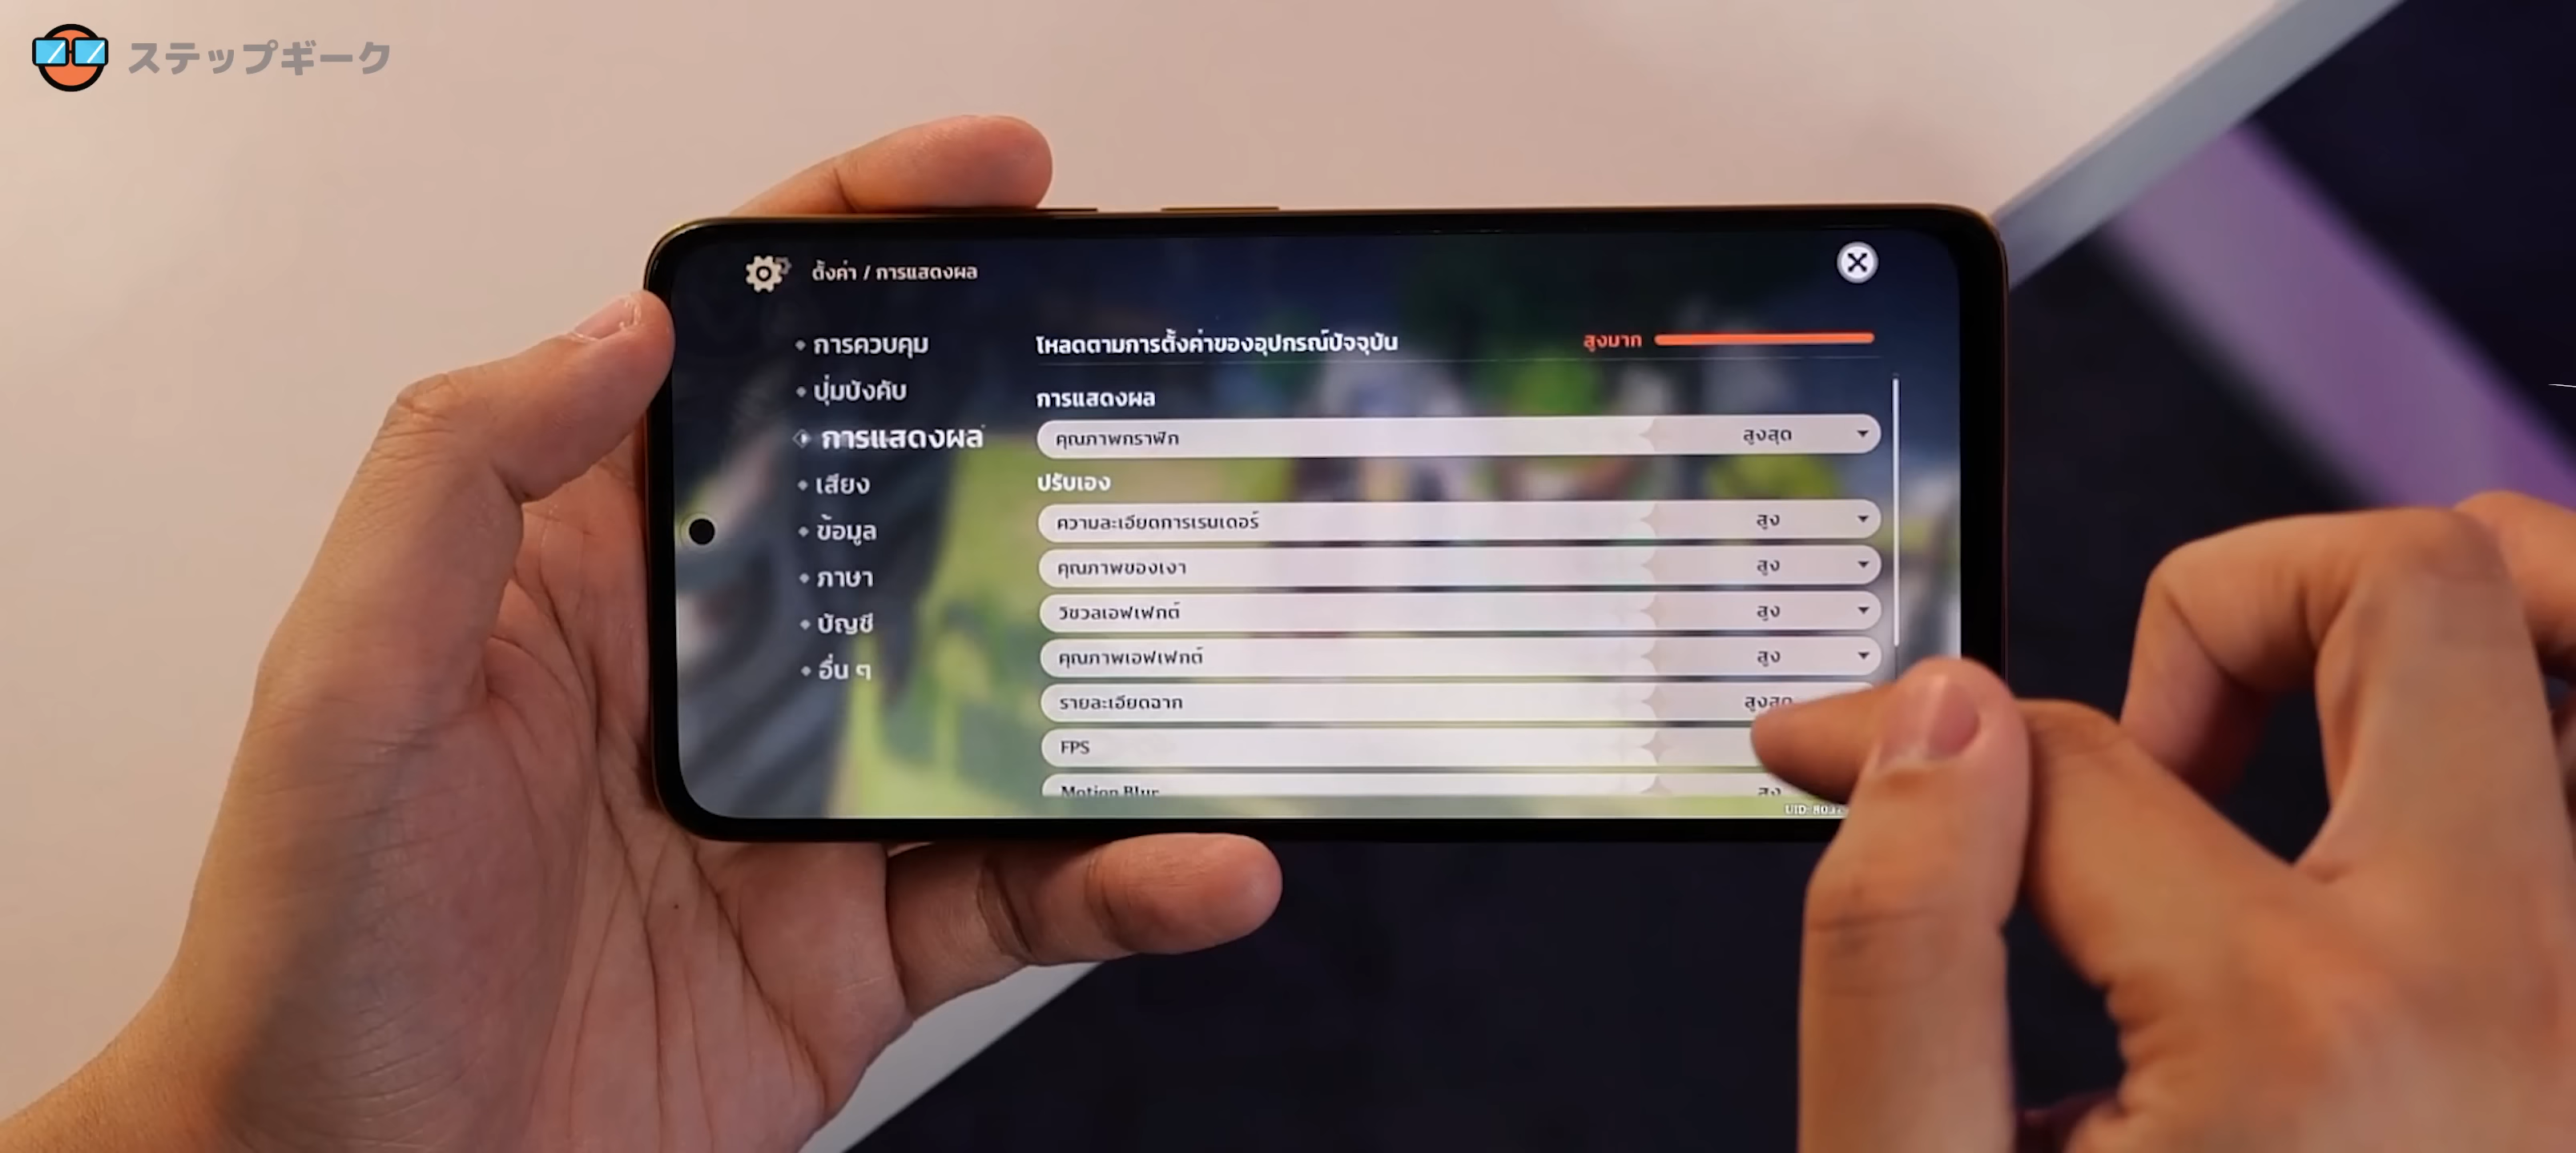 ステップギーク
ตั้งค่า / การแสดงผล
การควบคุม
ปุ่มบังคับ
การแสดงผล
เสียง
ข้อมูล
ภาษา
บัญชี
อื่น ๆ
โหลดตามการตั้งค่าของอุปกรณ์ปัจจุบัน สูงมาก
การแสดงผล
คุณภาพกราฟิก สูงสุด
ปรับเอง
ความละเอียดการเรนเดอร์ สูง
คุณภาพของเงา สูง
วิชวลเอฟเฟกต์ สูง
คุณภาพเอฟเฟกต์ สูง
รายละเอียดฉาก สูงสุด
FPS
Motion Blur สูง
UID: 80